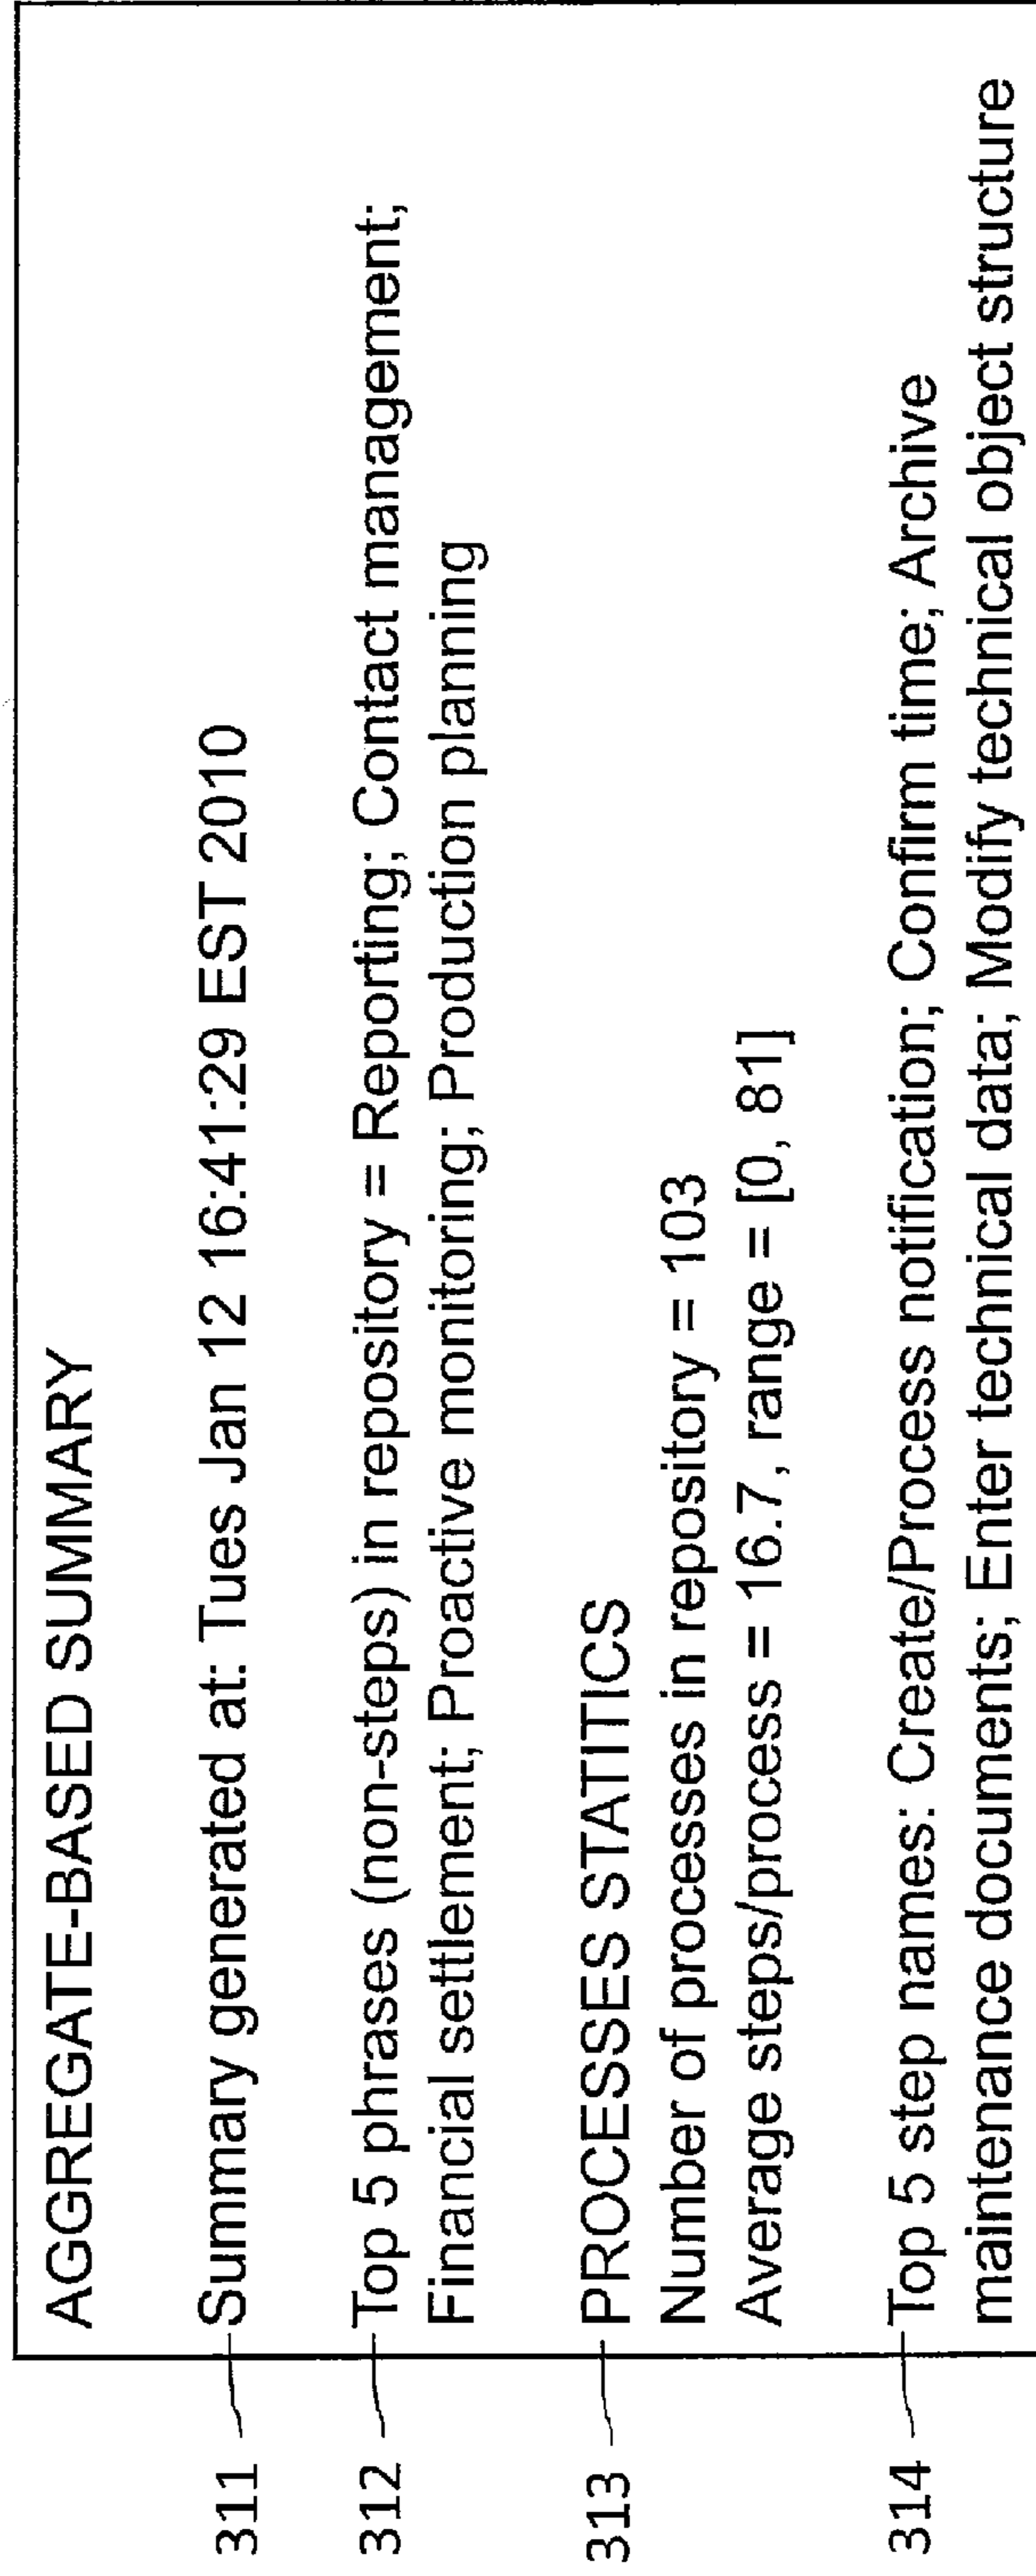 AGGREGATE-BASED SUMMARY
311 Summary generated at: Tues Jan 12 16:41:29 EST 2010
312 Top 5 phrases (non-steps) in repository = Reporting; Contact management;
Financial settlement; Proactive monitoring; Production planning
313 PROCESSES STATITICS
Number of processes in repository = 103
Average steps/process = 16.7, range = [0, 81]
314 Top 5 step names: Create/Process notification; Confirm time; Archive
maintenance documents; Enter technical data; Modify technical object structure